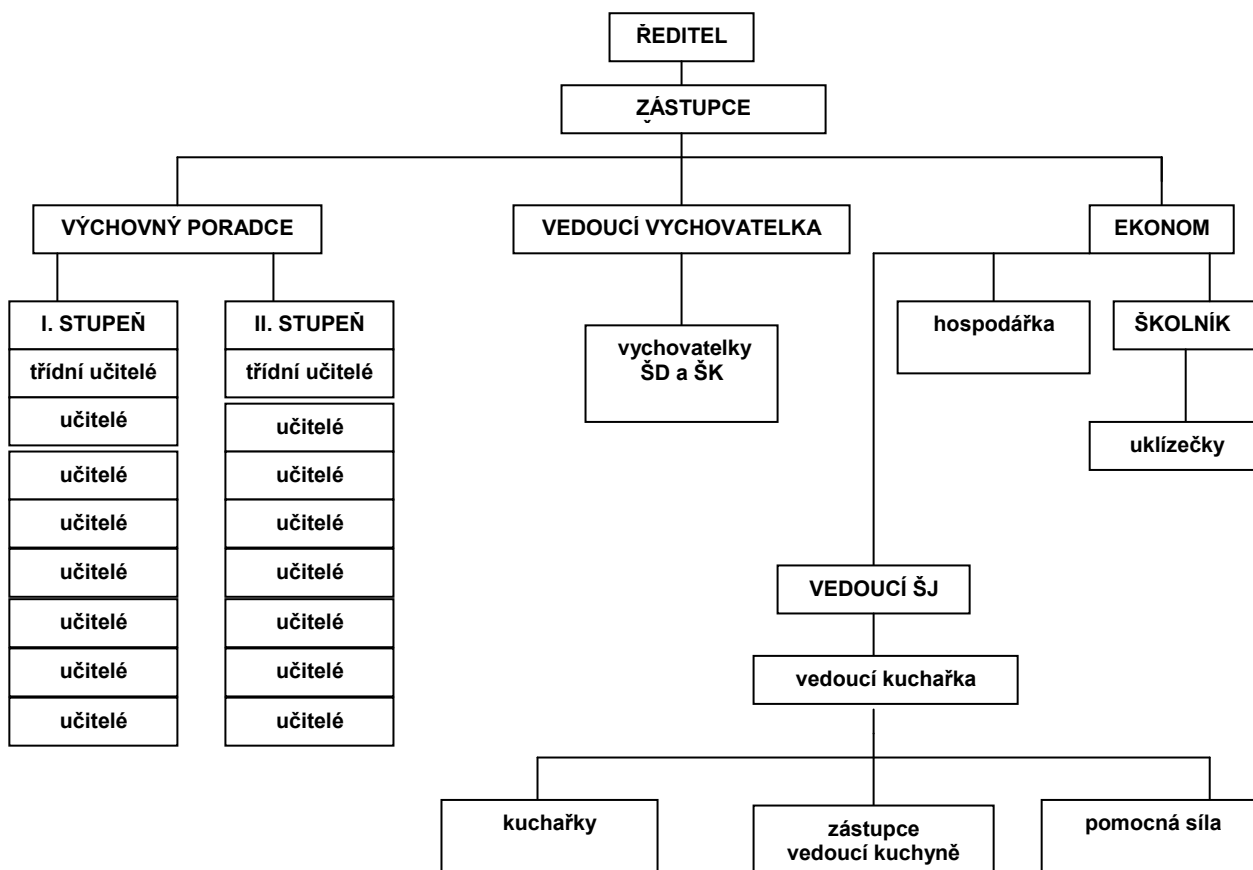 ŘEDITEL
ZÁSTUPCE
VÝCHOVNÝ PORADCE
VEDOUCÍ VYCHOVATELKA
EKONOM
I. STUPEŇ
II. STUPEŇ
hospodářka
ŠKOLNÍK
třídní učitelé
třídní učitelé
vychovatelky
ŠD a ŠK
učitelé
učitelé
uklízečky
učitelé
učitelé
učitelé
učitelé
učitelé
učitelé
VEDOUCÍ ŠJ
učitelé
učitelé
učitelé
učitelé
vedoucí kuchařka
učitelé
učitelé
kuchařky
zástupce
vedoucí kuchyně
pomocná síla